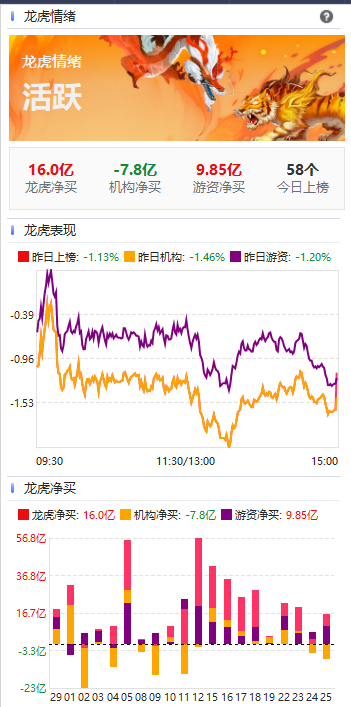 龙虎情绪
龙虎情绪
活跃
16.0亿 -7.8亿 9.85亿 58个
龙虎净买 机构净买 游资净买 今日上榜
龙虎表现
昨日上榜: -1.13% 昨日机构: -1.46% 昨日游资: -1.20%
-0.39
-0.96
-1.53
09:30 11:30/13:00 15:00
龙虎净买
龙虎净买: 16.0亿 机构净买: -7.8亿 游资净买: 9.85亿
56.8亿
36.8亿
16.7亿
-3.3亿
-23亿
29 01 02 03 04 05 08 09 10 11 12 15 16 17 18 19 22 23 24 25